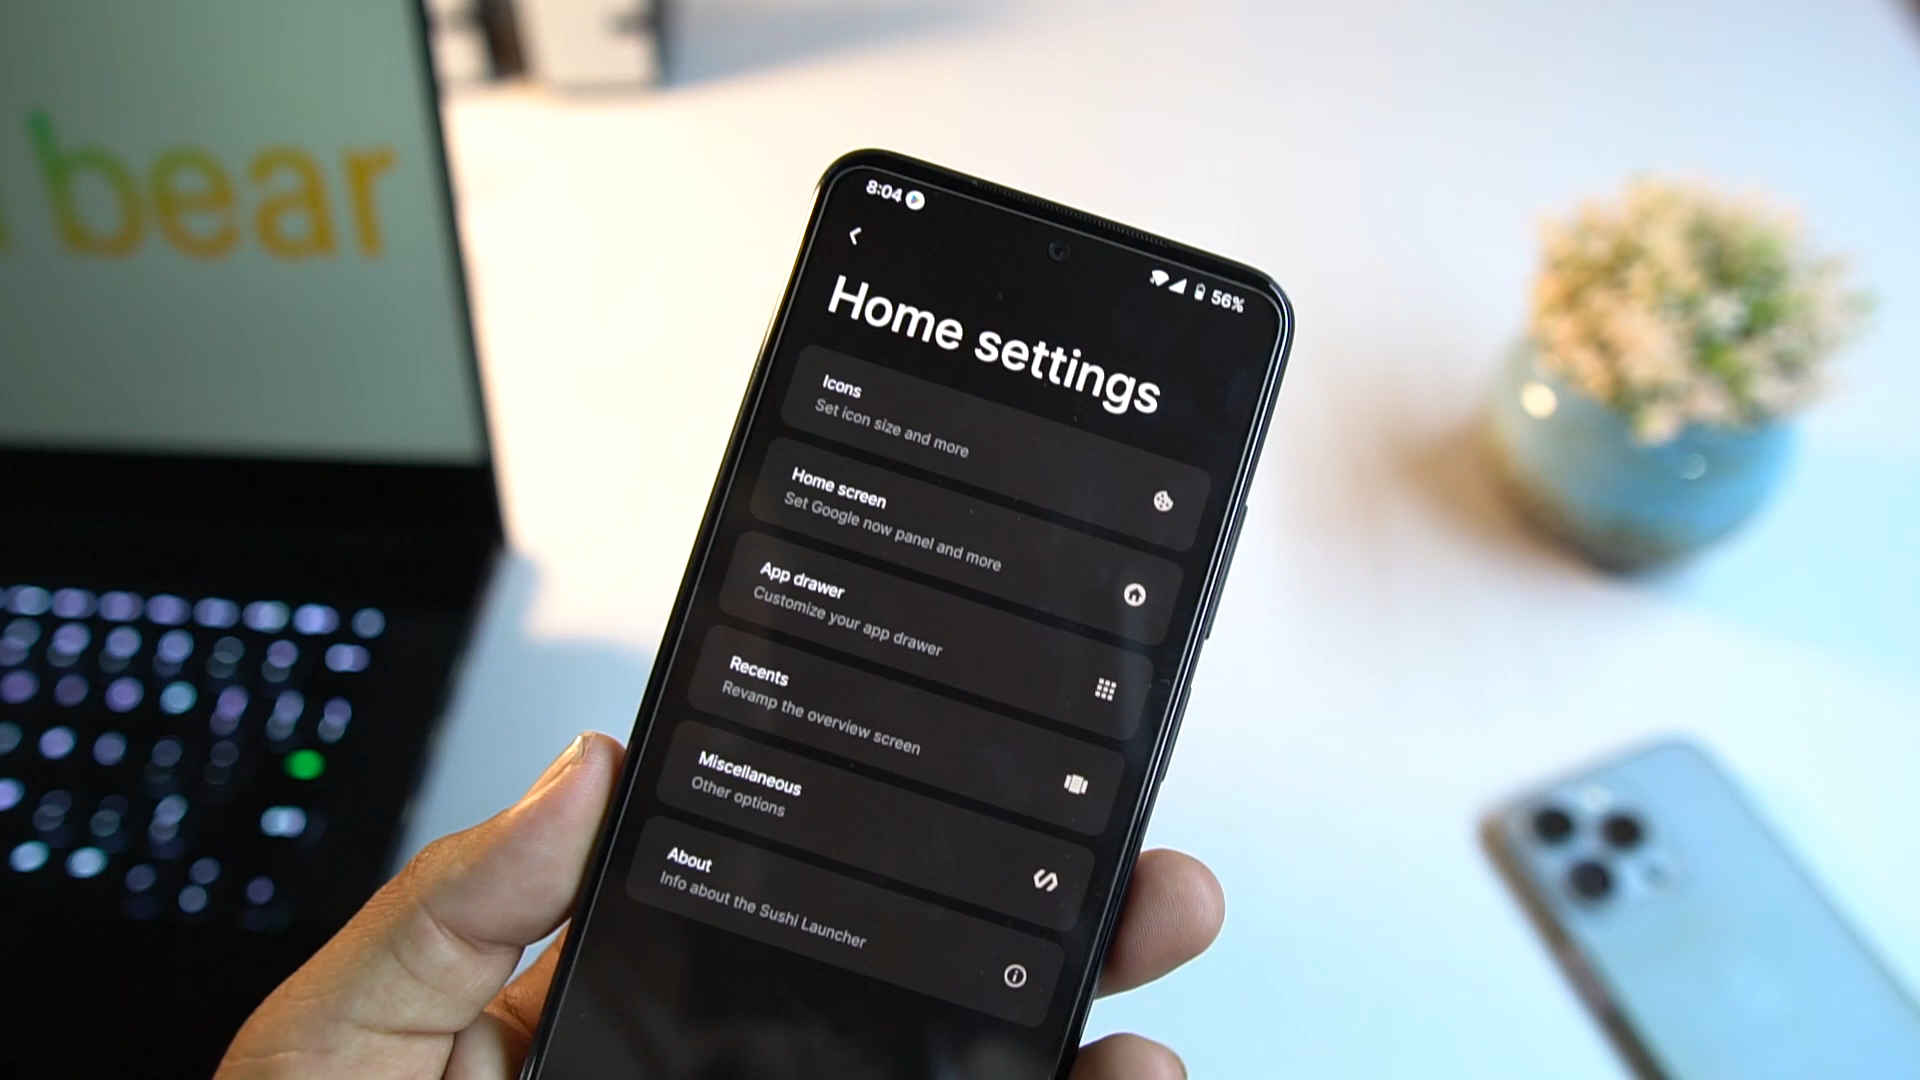 bear
8:04
56%
Home settings
Icons
Set icon size and more
Home screen
Set Google now panel and more
App drawer
Customize your app drawer
Recents
Revamp the overview screen
Miscellaneous
Other options
About
Info about the Sushi Launcher